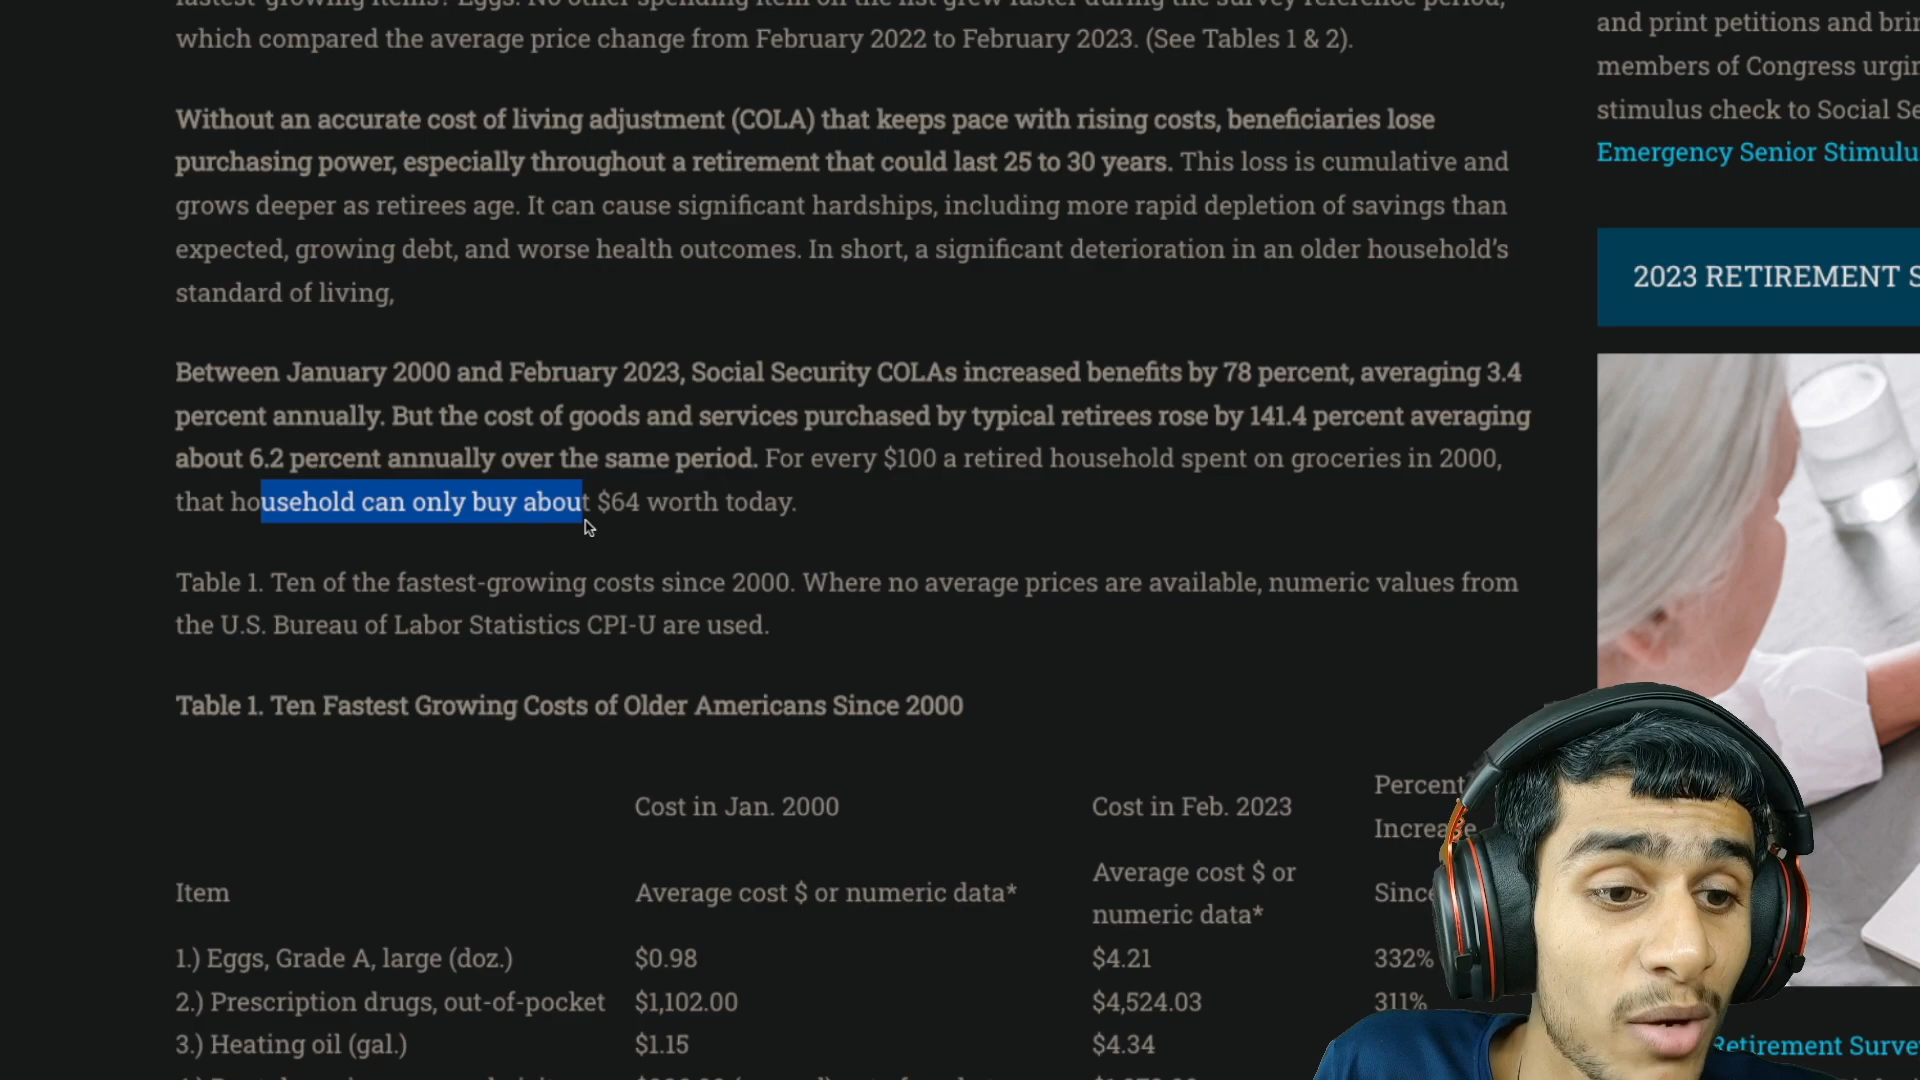 which compared the average price change from February 2022 to February 2023. (See Tables 1 & 2).
Without an accurate cost of living adjustment (COLA) that keeps pace with rising costs, beneficiaries lose
purchasing power, especially throughout a retirement that could last 25 to 30 years. This loss is cumulative and
grows deeper as retirees age. It can cause significant hardships, including more rapid depletion of savings than
expected, growing debt, and worse health outcomes. In short, a significant deterioration in an older household's
standard of living,
Between January 2000 and February 2023, Social Security COLAs increased benefits by 78 percent, averaging 3.4
percent annually. But the cost of goods and services purchased by typical retirees rose by 141.4 percent averaging
about 6.2 percent annually over the same period. For every $100 a retired household spent on groceries in 2000,
that household can only buy about $64 worth today.
Table 1. Ten of the fastest-growing costs since 2000. Where no average prices are available, numeric values from
the U.S. Bureau of Labor Statistics CPI-U are used.
Table 1. Ten Fastest Growing Costs of Older Americans Since 2000
Cost in Jan. 2000
Cost in Feb. 2023
Percent
Increase
Item
Average cost $ or numeric data*
Average cost $ or
numeric data*
Since
1.) Eggs, Grade A, large (doz.) $0.98 $4.21 332%
2.) Prescription drugs, out-of-pocket $1,102.00 $4,524.03 311%
3.) Heating oil (gal.) $1.15 $4.34
and print petitions and
members of Congress
stimulus check to Social
Emergency Senior
2023 RETIREMENT
Retirement